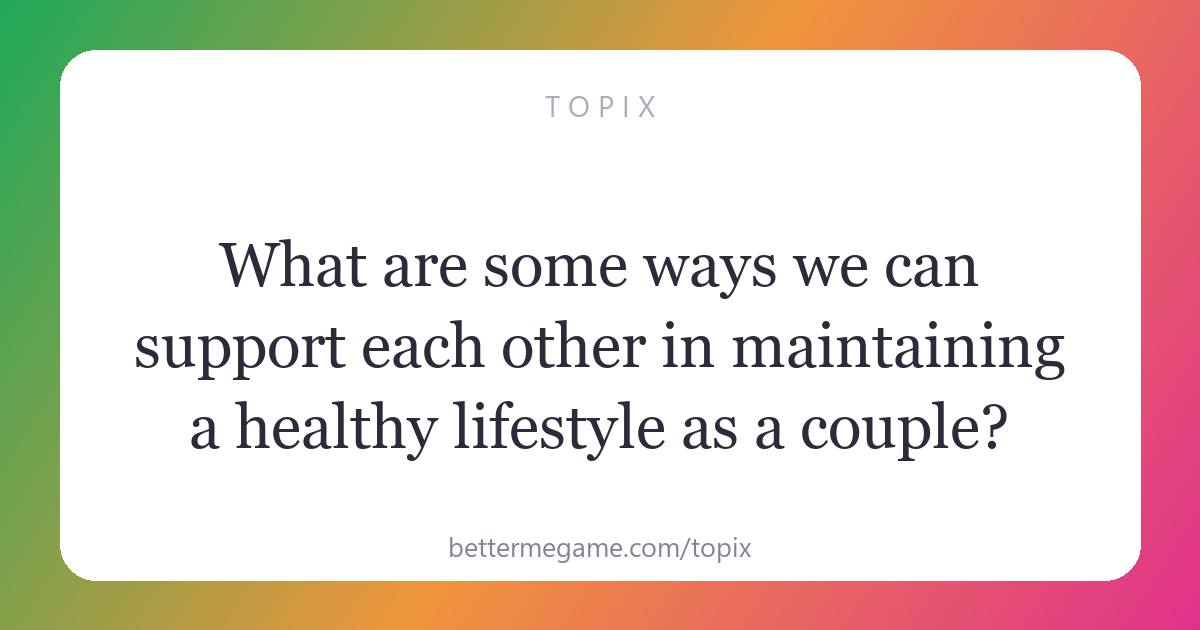 TOPIX
What are some ways we can
support each other in maintaining
a healthy lifestyle as a couple?
bettermegame.com/topix